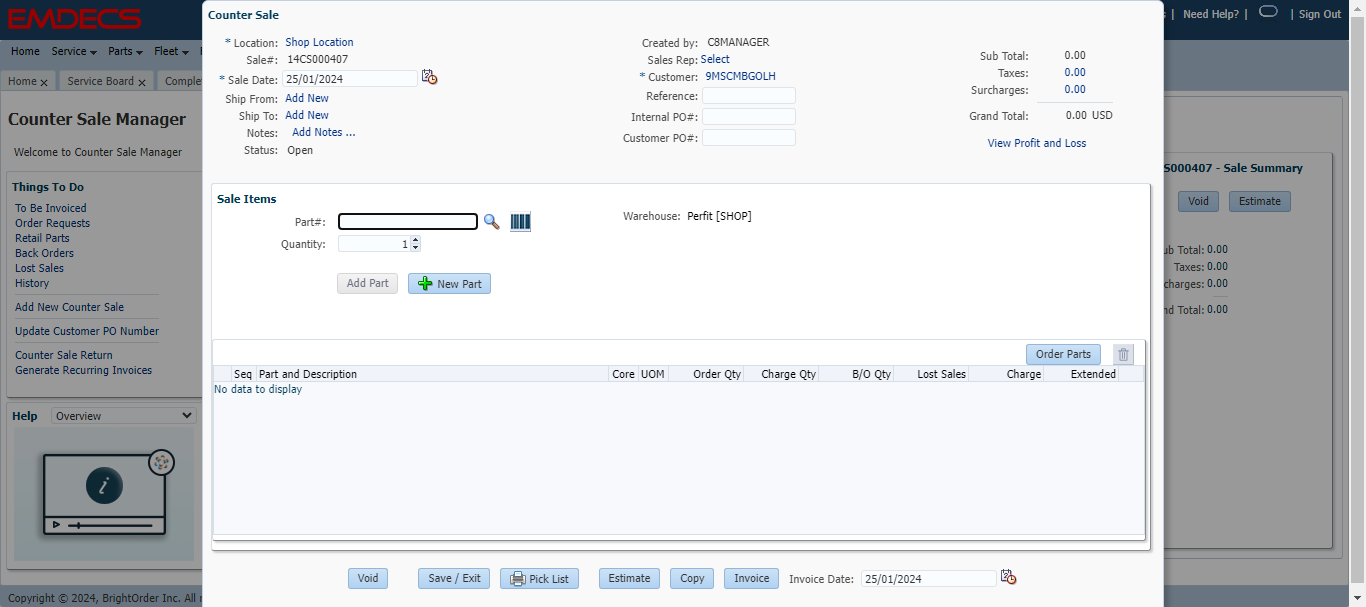 EMDECS
Need Help? |
| Sign Out
Home Service Parts Fleet
Home x Service Board x
Counter Sale Manager
Welcome to Counter Sale Manager
Things To Do
To Be Invoiced
Order Requests
Retail Parts
Back Orders
Lost Sales
History
Add New Counter Sale
Update Customer PO Number
Counter Sale Return
Generate Recurring Invoices
Help Overview
i
Copyright © 2024, BrightOrder Inc. All
Counter Sale
* Location: Shop Location
Sale#: 14CS000407
* Sale Date: 25/01/2024
Ship From: Add New
Ship To: Add New
Notes: Add Notes ...
Status: Open
Created by: C8MANAGER
Sales Rep: Select
* Customer: 9MSCMBGOLH
Reference:
Internal PO#:
Customer PO#:
Sub Total: 0.00
Taxes: 0.00
Surcharges: 0.00
Grand Total: 0.00 USD
View Profit and Loss
Sale Items
Part#:
Quantity: 1
Warehouse: Perfit [SHOP]
Add Part New Part
Order Parts
Seq Part and Description Core UOM Order Qty Charge Qty B/O Qty Lost Sales Charge Extended
No data to display
Void Save / Exit Pick List Estimate Copy Invoice Invoice Date: 25/01/2024
S000407 - Sale Summary
Void Estimate
ub Total: 0.00
Taxes: 0.00
charges: 0.00
nd Total: 0.00